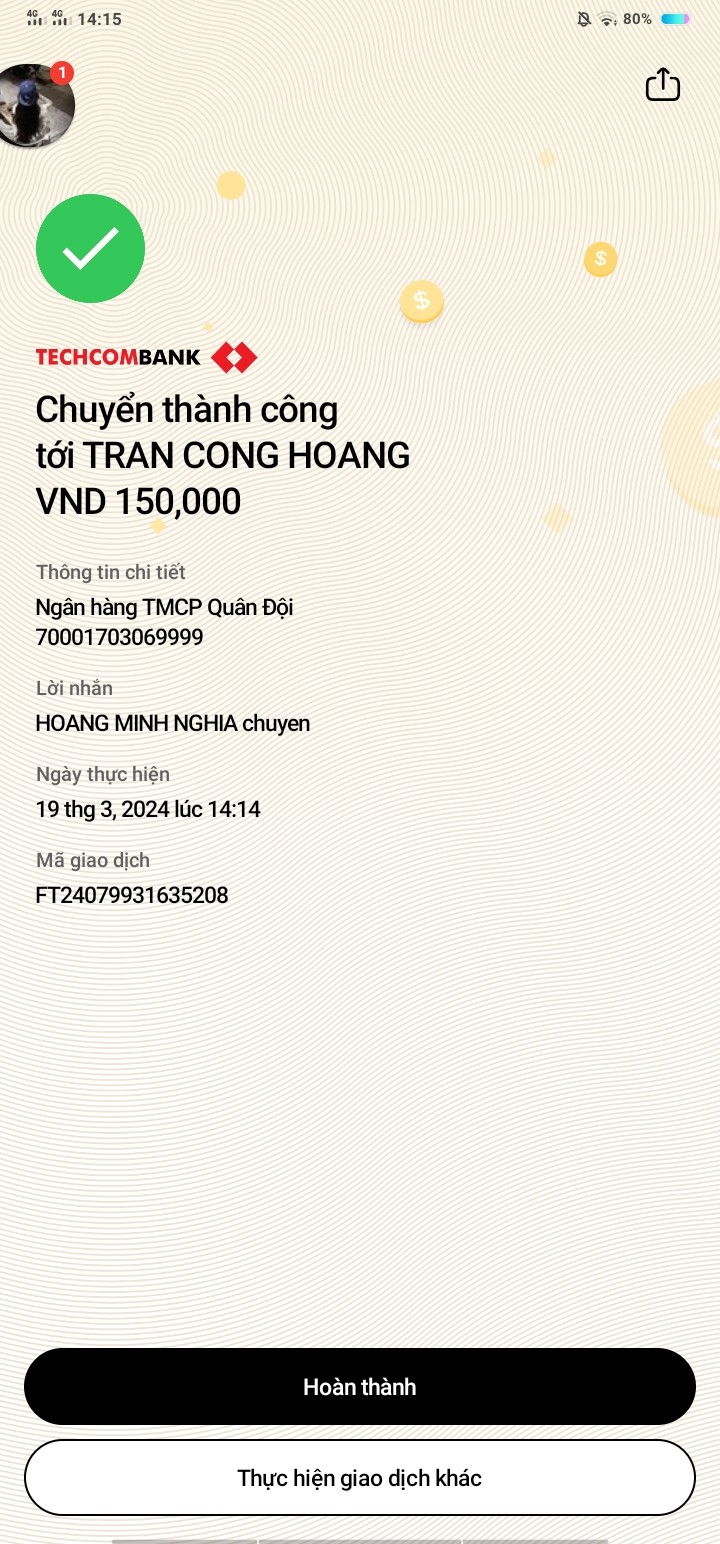 4G 4G 14:15 80%
1
TECHCOMBANK
Chuyển thành công
tới TRAN CONG HOANG
VND 150,000
Thông tin chi tiết
Ngân hàng TMCP Quân Đội
70001703069999
Lời nhắn
HOANG MINH NGHIA chuyen
Ngày thực hiện
19 thg 3, 2024 lúc 14:14
Mã giao dịch
FT24079931635208
Hoàn thành
Thực hiện giao dịch khác